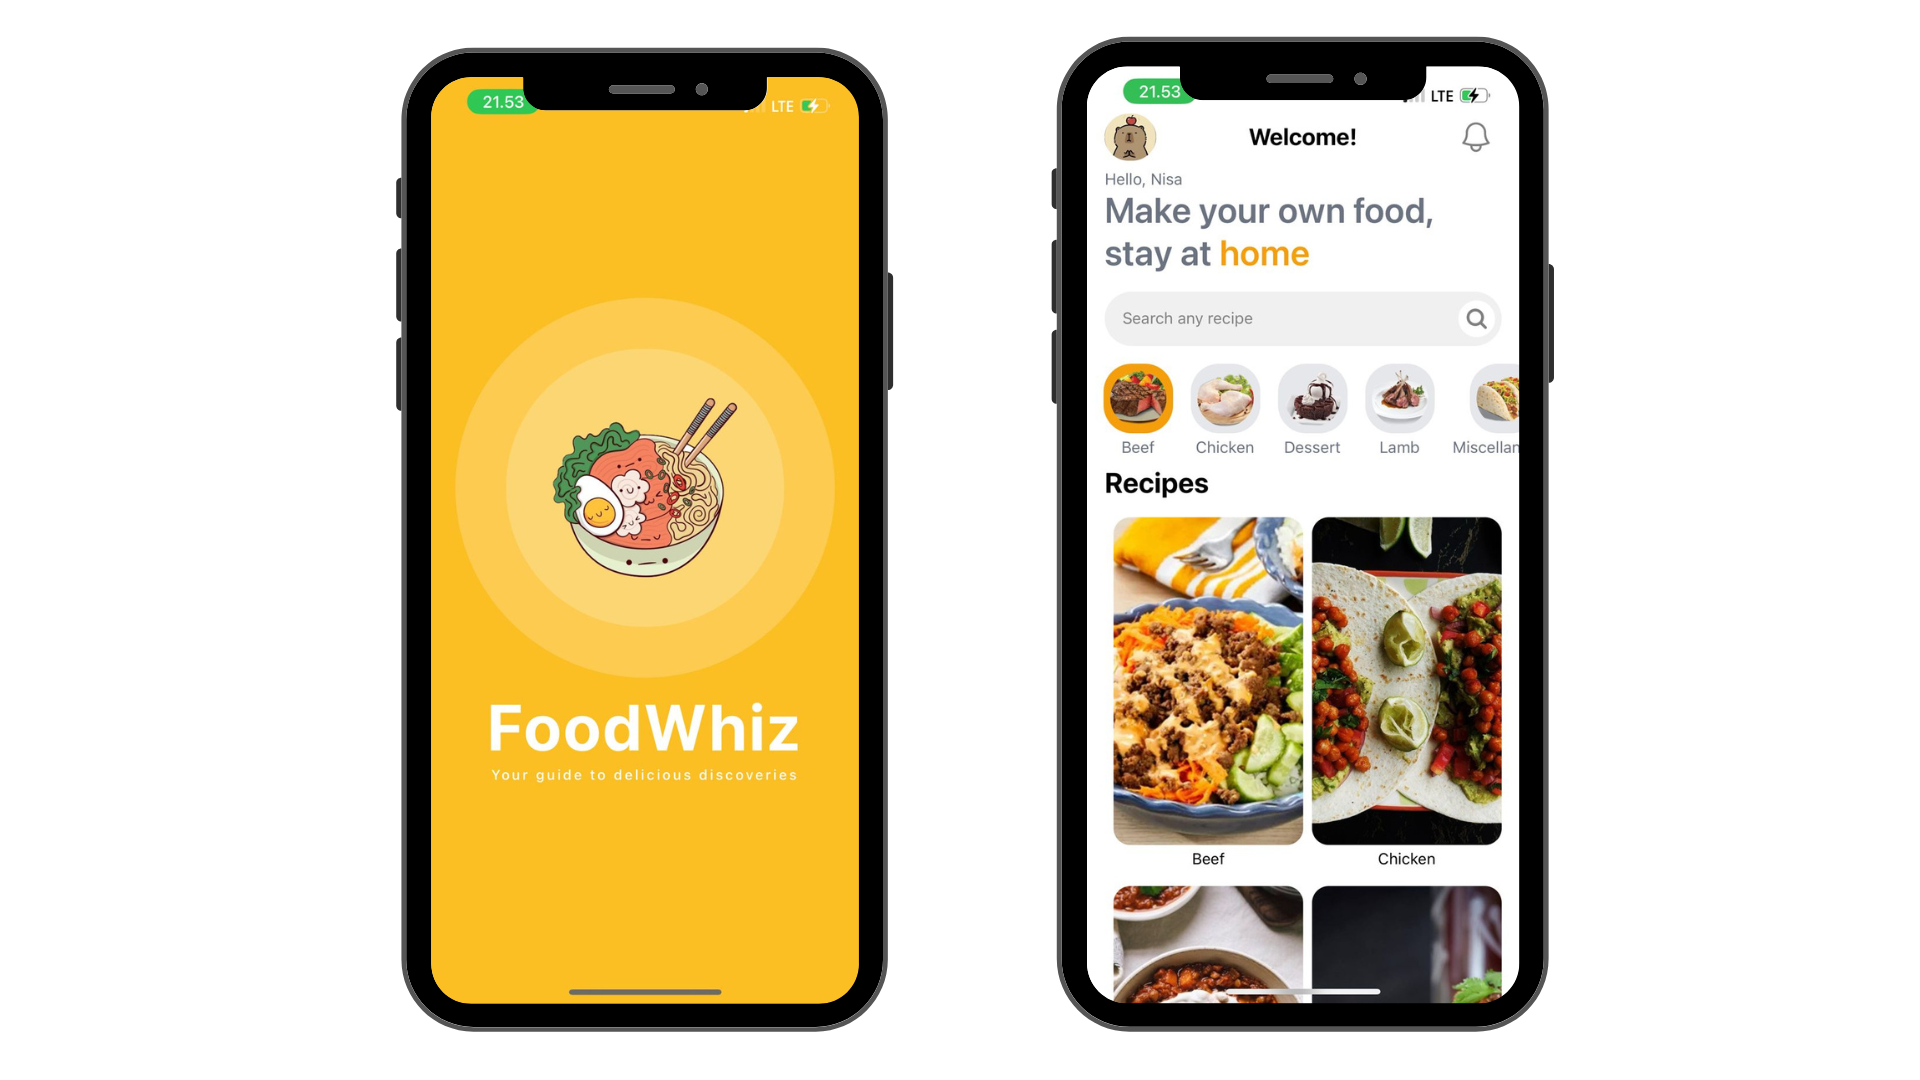 21.53
LTE
FoodWhiz
Your guide to delicious discoveries
21.53
LTE
Welcome!
Hello, Nisa
Make your own food,
stay at home
Search any recipe
Beef
Chicken
Dessert
Lamb
Miscellan
Recipes
Beef
Chicken